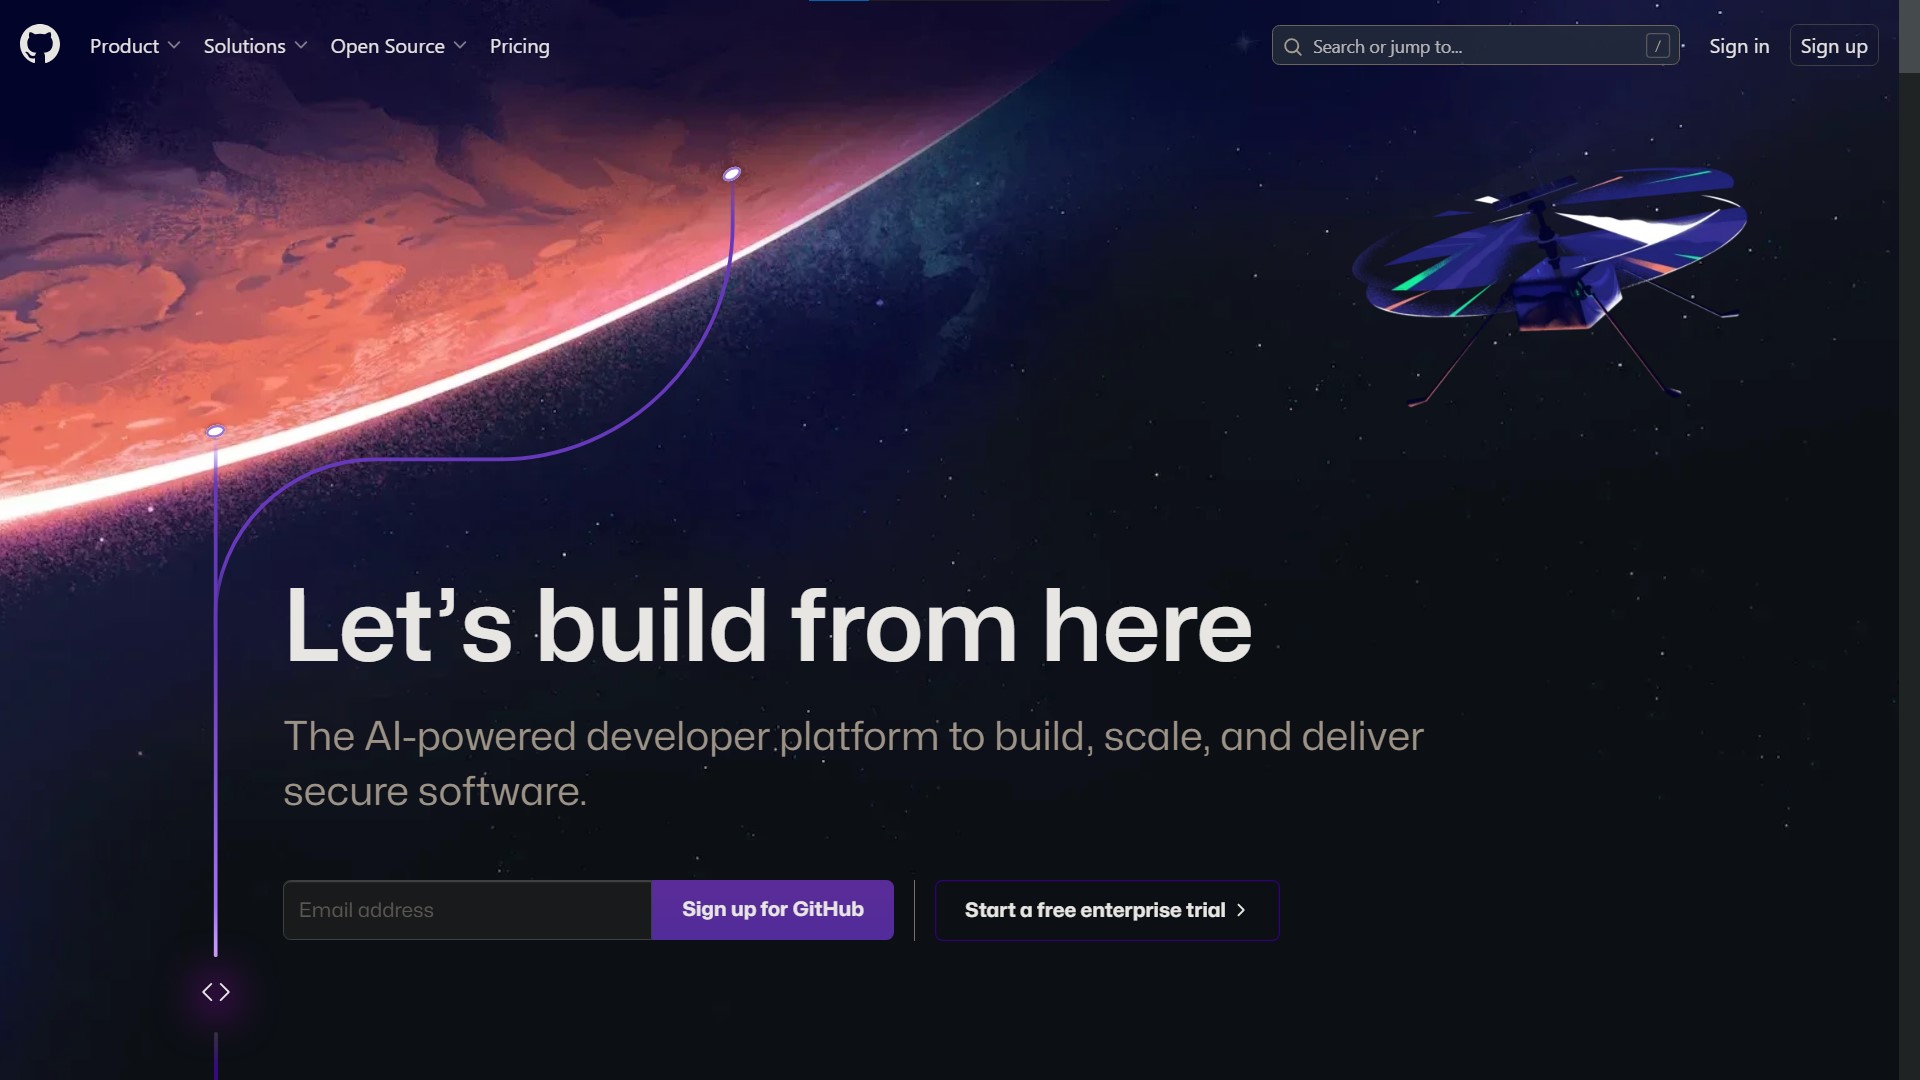 Product
Solutions
Open Source
Pricing
Search or jump to...
/
Sign in
Sign up
Let’s build from here
The AI-powered developer platform to build, scale, and deliver
secure software.
Email address
Sign up for GitHub
Start a free enterprise trial